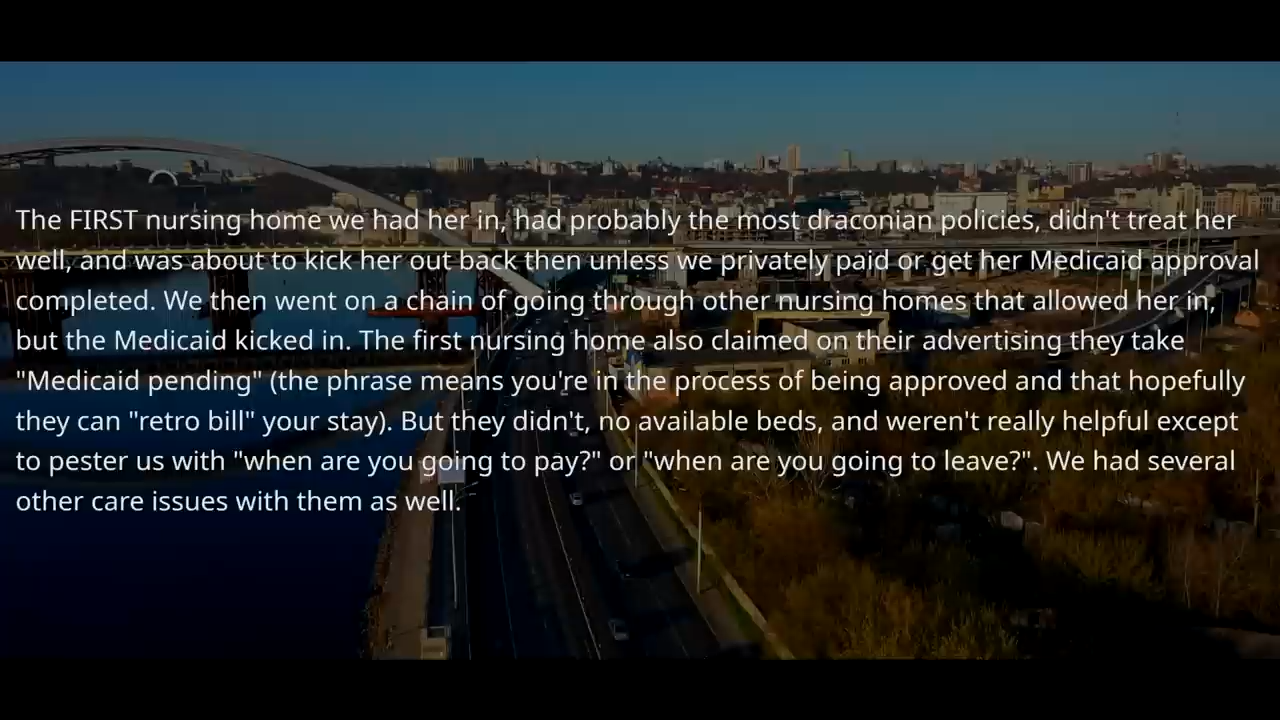 The FIRST nursing home we had her in, had probably the most draconian policies, didn't treat her
well, and was about to kick her out back then unless we privately paid or get her Medicaid approval
completed. We then went on a chain of going through other nursing homes that allowed her in,
but the Medicaid kicked in. The first nursing home also claimed on their advertising they take
"Medicaid pending" (the phrase means you're in the process of being approved and that hopefully
they can "retro bill" your stay). But they didn't, no available beds, and weren't really helpful except
to pester us with "when are you going to pay?" or "when are you going to leave?". We had several
other care issues with them as well.